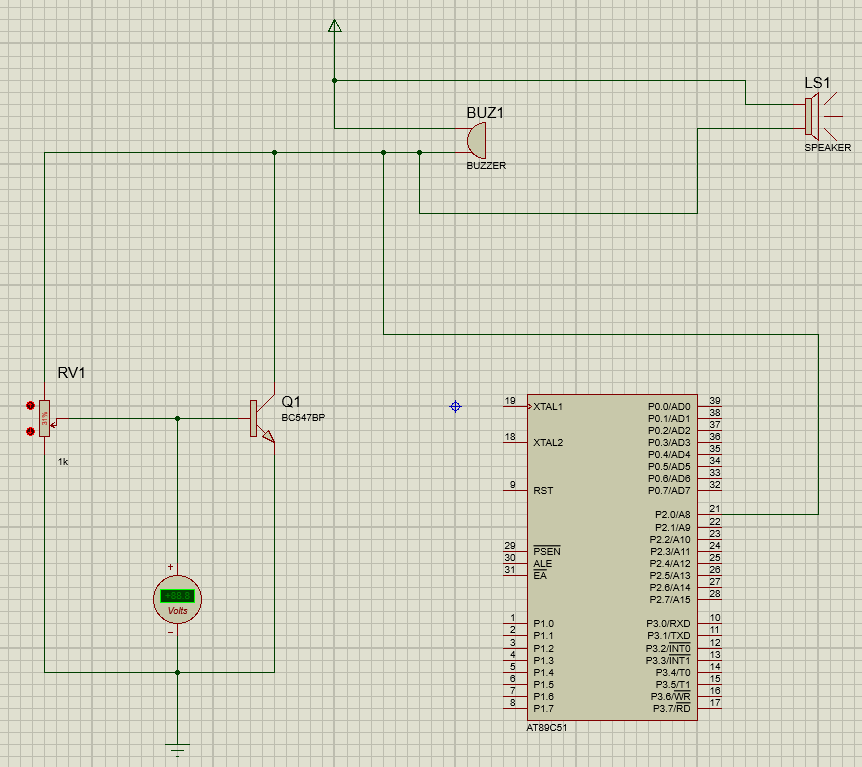 LS1
SPEAKER
BUZ1
BUZZER
RV1
31%
1k
Q1
BC547BP
+88.8
Volts
+
−
19 XTAL1
18 XTAL2
9 RST
29 PSEN
30 ALE
31 EA
1 P1.0
2 P1.1
3 P1.2
4 P1.3
5 P1.4
6 P1.5
7 P1.6
8 P1.7
P0.0/AD0 39
P0.1/AD1 38
P0.2/AD2 37
P0.3/AD3 36
P0.4/AD4 35
P0.5/AD5 34
P0.6/AD6 33
P0.7/AD7 32
P2.0/A8 21
P2.1/A9 22
P2.2/A10 23
P2.3/A11 24
P2.4/A12 25
P2.5/A13 26
P2.6/A14 27
P2.7/A15 28
P3.0/RXD 10
P3.1/TXD 11
P3.2/INT0 12
P3.3/INT1 13
P3.4/T0 14
P3.5/T1 15
P3.6/WR 16
P3.7/RD 17
AT89C51